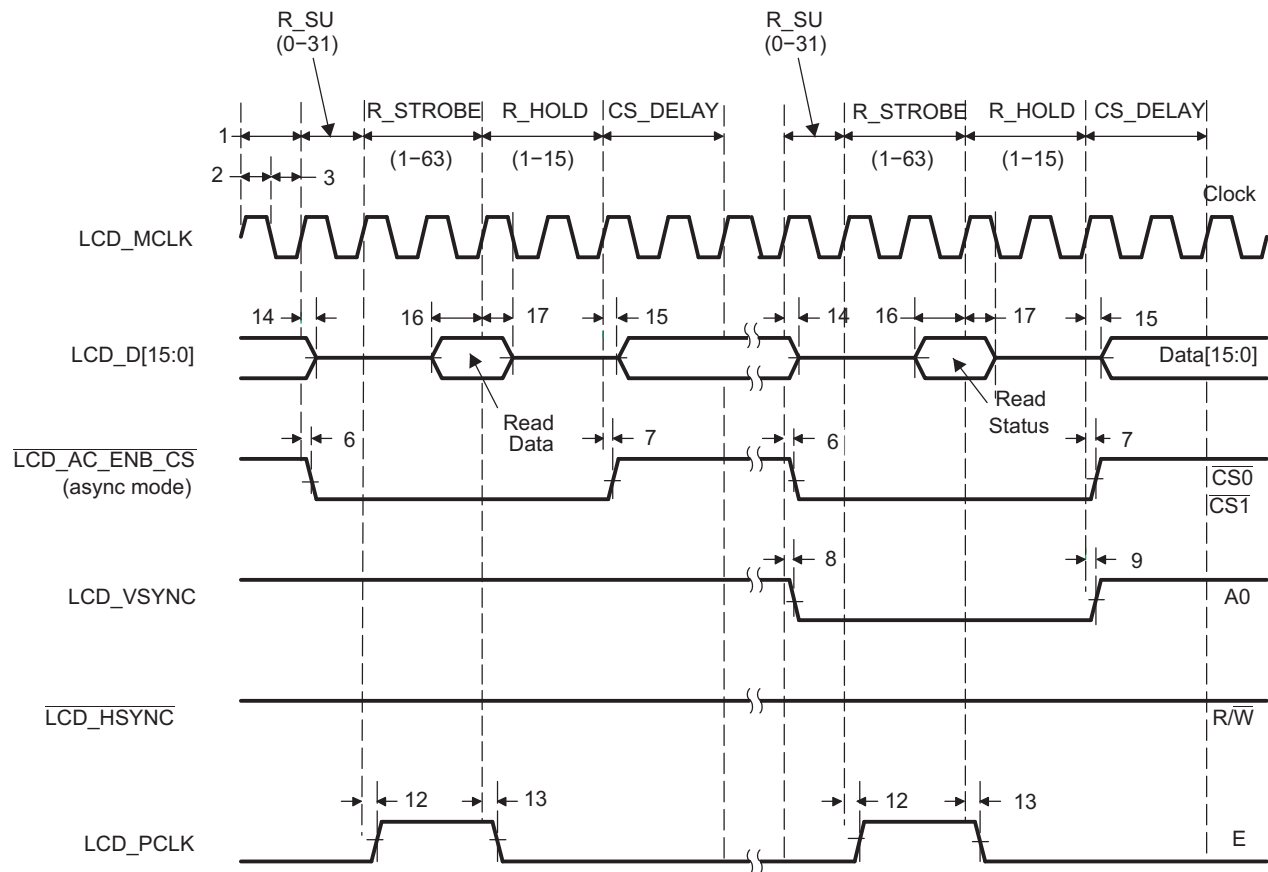 R_SU
(0−31)
R_SU
(0−31)
R_STROBE
R_HOLD
CS_DELAY
R_STROBE
R_HOLD
CS_DELAY
1
(1−63)
(1−15)
(1−63)
(1−15)
2
3
Clock
LCD_MCLK
14
16
17
15
14
16
17
15
LCD_D[15:0]
Data[15:0]
Read
Data
Read
Status
6
7
6
7
LCD_AC_ENB_CS
(async mode)
CS0
CS1
8
9
LCD_VSYNC
A0
LCD_HSYNC
R/W
12
13
12
13
LCD_PCLK
E